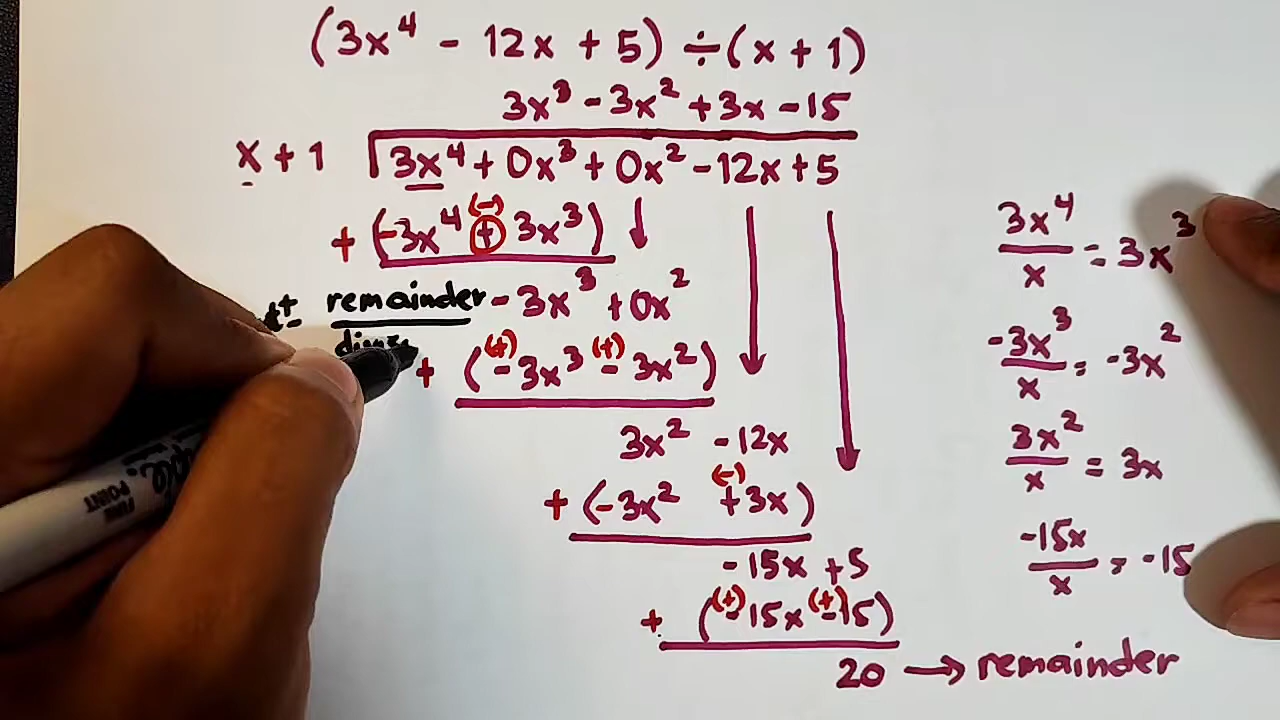 (3x⁴ - 12x + 5) ÷ (x + 1)
3x³ - 3x² + 3x - 15
x + 1 3x⁴ + 0x³ + 0x² - 12x + 5
+ (-3x⁴ (-) + 3x³)
remainder
-3x³ + 0x²
+ ((+) - 3x³ (+) - 3x²)
3x² - 12x
+ (-3x² (-) + 3x)
-15x + 5
+ ((+) - 15x (+) - 15)
20 → remainder
3x⁴/x = 3x³
-3x³/x = -3x²
3x²/x = 3x
-15x/x = -15
FINE
POINT